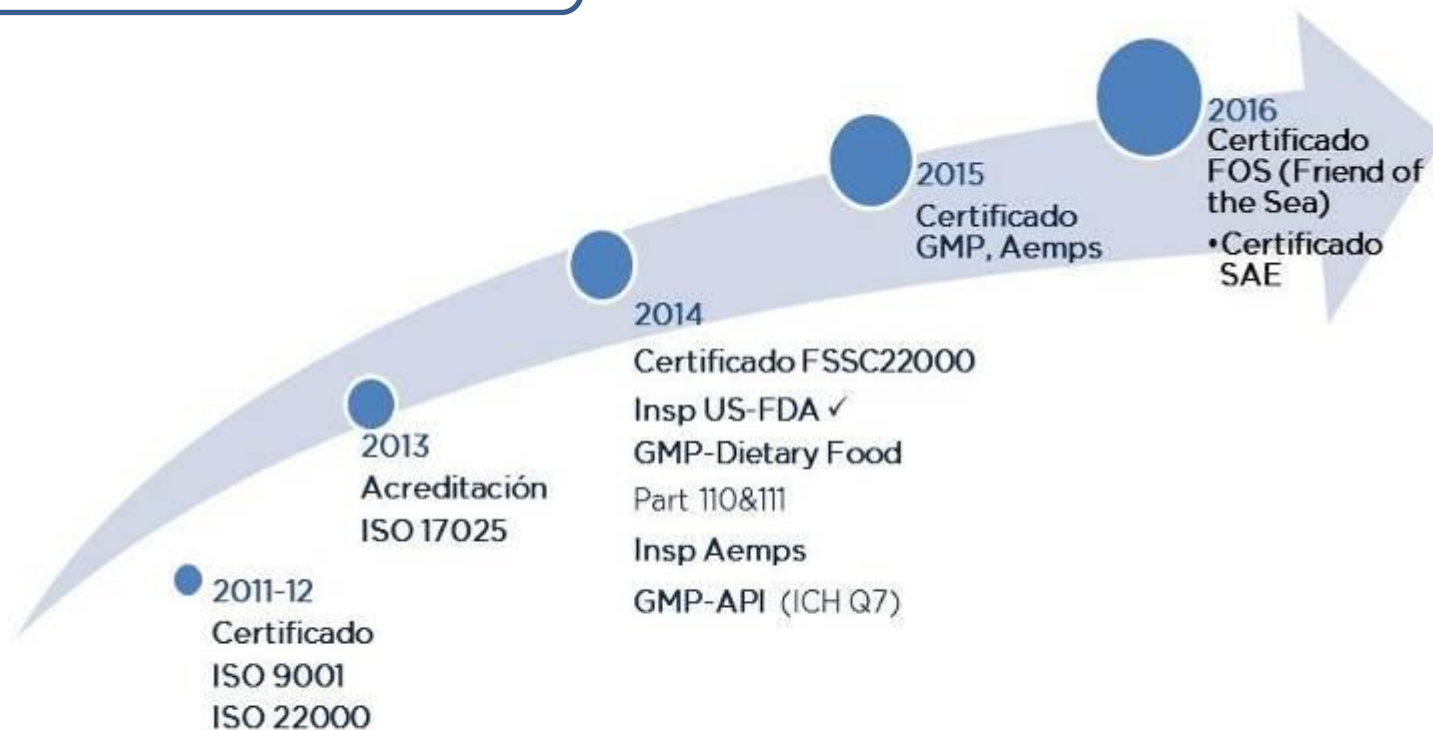 2011-12
Certificado
ISO 9001
ISO 22000
2013
Acreditación
ISO 17025
2014
Certificado FSSC22000
Insp US-FDA ✓
GMP-Dietary Food
Part 110&111
Insp Aemps
GMP-API (ICH Q7)
2015
Certificado
GMP, Aemps
2016
Certificado
FOS (Friend of
the Sea)
•Certificado
SAE